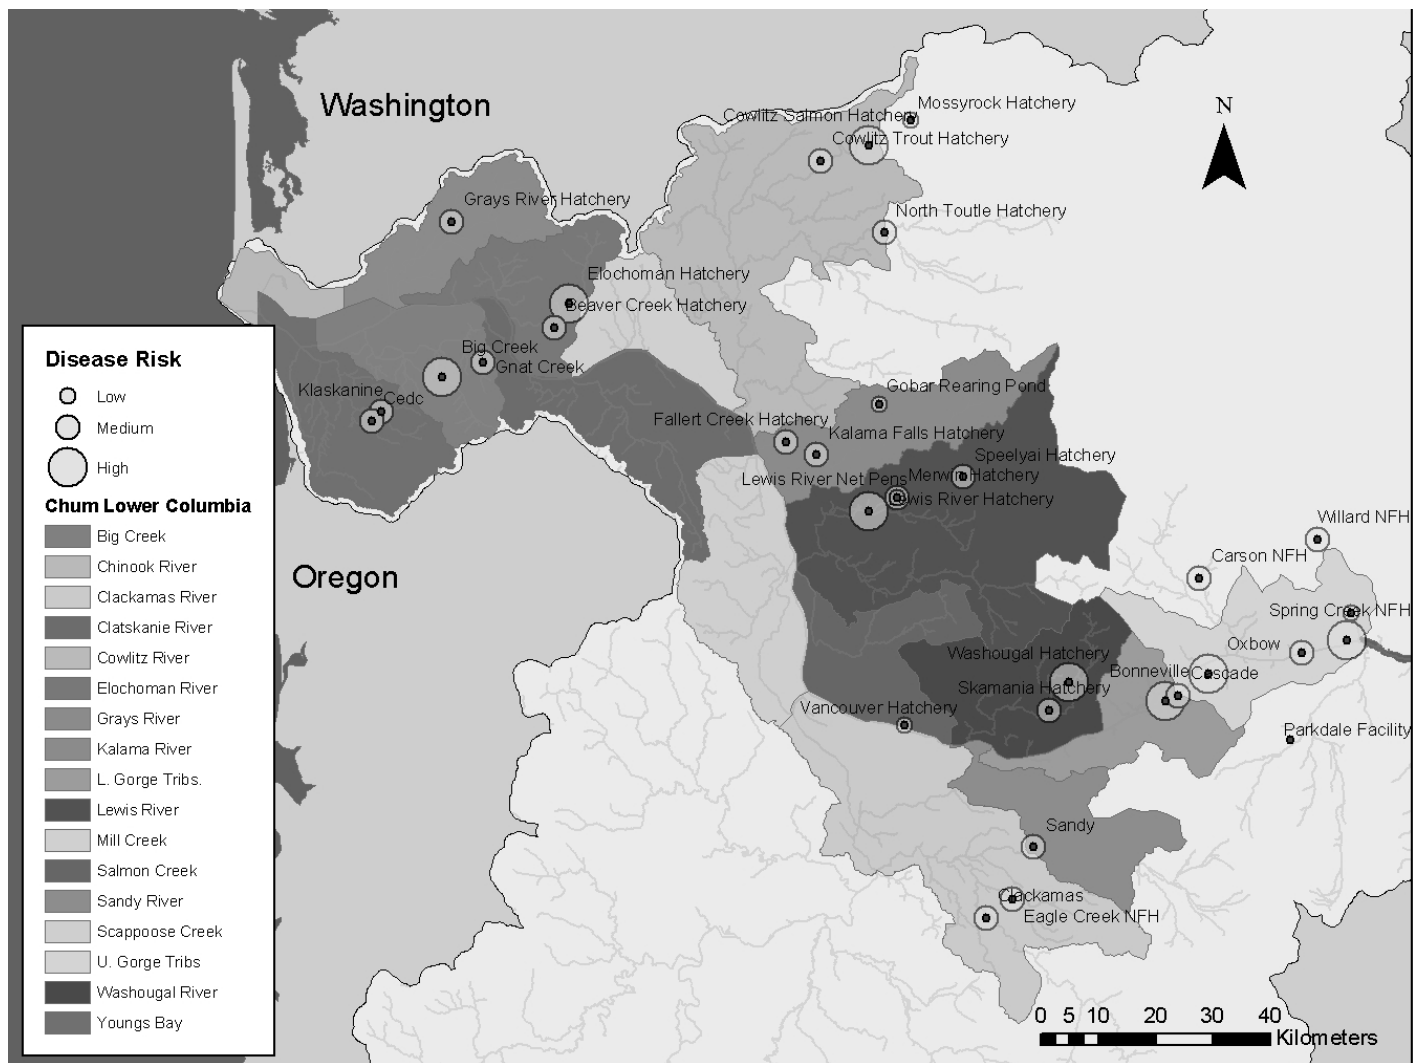 Washington
Mossyrock Hatchery
Cowlitz Salmon Hatchery
Cowlitz Trout Hatchery
N
Grays River Hatchery
North Toutle Hatchery
Elochoman Hatchery
Beaver Creek Hatchery
Big Creek
Gnat Creek
Klaskanine
Cedc
Gobar Rearing Pond
Fallert Creek Hatchery
Kalama Falls Hatchery
Speelyai Hatchery
Lewis River Net Pens
Merwin Hatchery
Lewis River Hatchery
Willard NFH
Carson NFH
Oregon
Spring Creek NFH
Oxbow
Washougal Hatchery
Bonneville
Cascade
Skamania Hatchery
Vancouver Hatchery
Parkdale Facility
Sandy
Clackamas
Eagle Creek NFH
Disease Risk
Low
Medium
High
Chum Lower Columbia
Big Creek
Chinook River
Clackamas River
Clatskanie River
Cowlitz River
Elochoman River
Grays River
Kalama River
L. Gorge Tribs.
Lewis River
Mill Creek
Salmon Creek
Sandy River
Scappoose Creek
U. Gorge Tribs
Washougal River
Youngs Bay
0 5 10 20 30 40
Kilometers